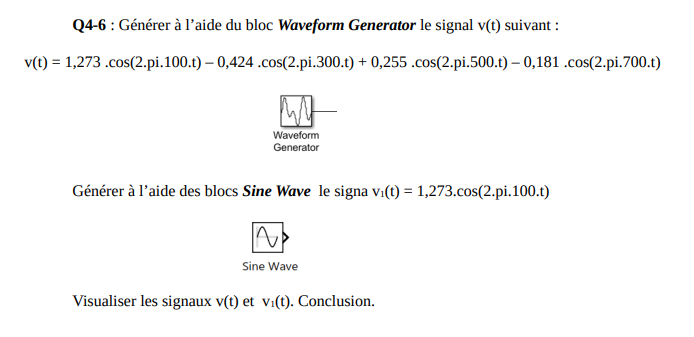 Q4-6 : Générer à l’aide du bloc Waveform Generator le signal v(t) suivant :
v(t) = 1,273 .cos(2.pi.100.t) – 0,424 .cos(2.pi.300.t) + 0,255 .cos(2.pi.500.t) – 0,181 .cos(2.pi.700.t)
Waveform
Generator
Générer à l’aide des blocs Sine Wave le signa v₁(t) = 1,273.cos(2.pi.100.t)
Sine Wave
Visualiser les signaux v(t) et v₁(t). Conclusion.